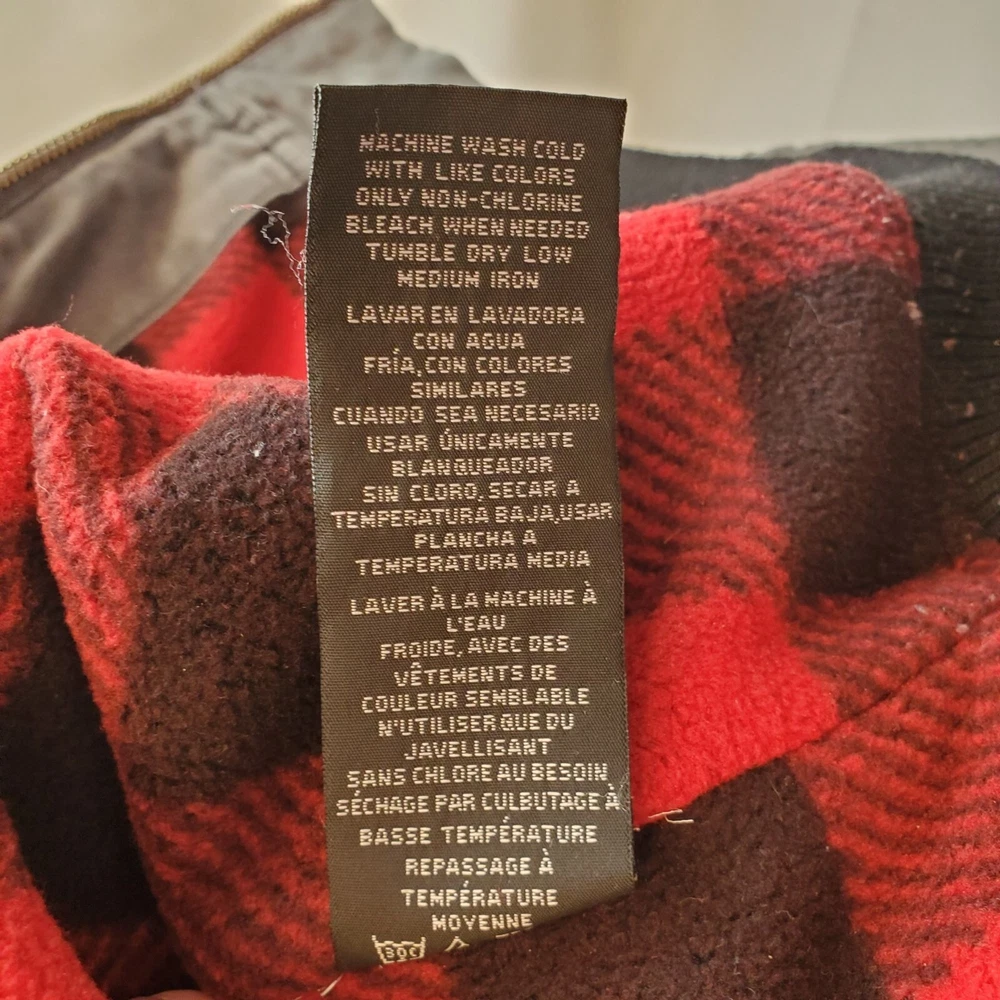 MACHINE WASH COLD
WITH LIKE COLORS
ONLY NON-CHLORINE
BLEACH, WHEN NEEDED
TUMBLE DRY LOW
MEDIUM IRON
LAVAR EN LAVADORA
CON AGUA
FRÍA,CON COLORES
SIMILARES
CUANDO SEA NECESARIO
USAR ÚNICAMENTE
BLANQUEADOR
SIN CLORO, SECAR A
TEMPERATURA BAJA,USAR
PLANCHA A
TEMPERATURA MEDIA
LAVER À LA MACHINE À
L'EAU
FROIDE, AVEC DES
VÊTEMENTS DE
COULEUR SEMBLABLE
N'UTILISER QUE DU
JAVELLISANT
SANS CHLORE AU BESOIN
SÉCHAGE PAR CULBUTAGE À
BASSE TEMPÉRATURE
REPASSAGE À
TEMPÉRATURE
MOYENNE
30C